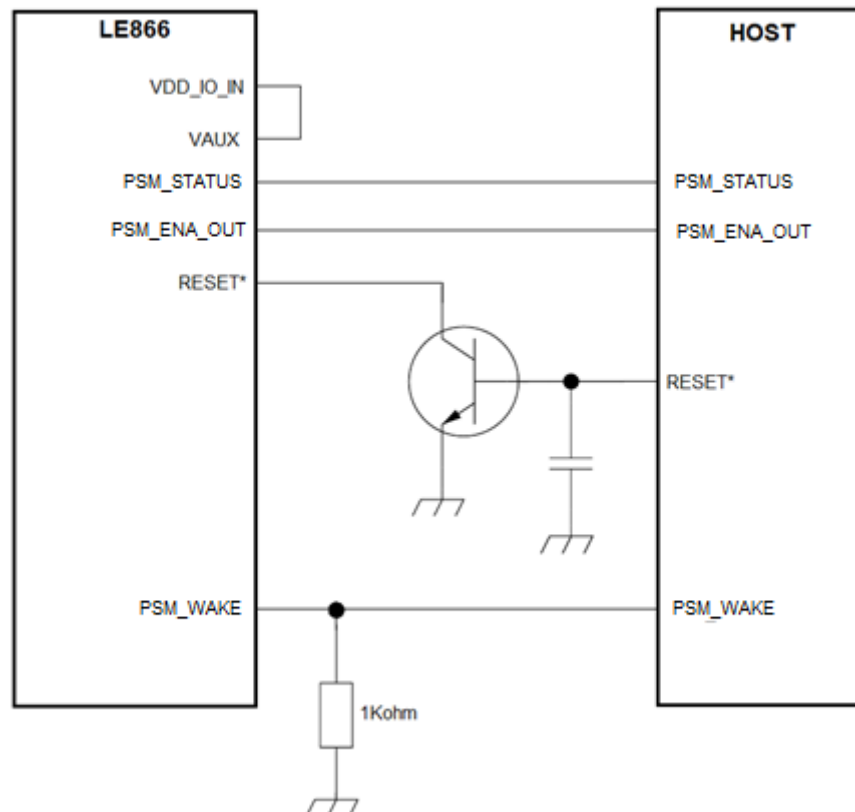 LE866
HOST
VDD_IO_IN
VAUX
PSM_STATUS
PSM_STATUS
PSM_ENA_OUT
PSM_ENA_OUT
RESET*
RESET*
PSM_WAKE
PSM_WAKE
1Kohm